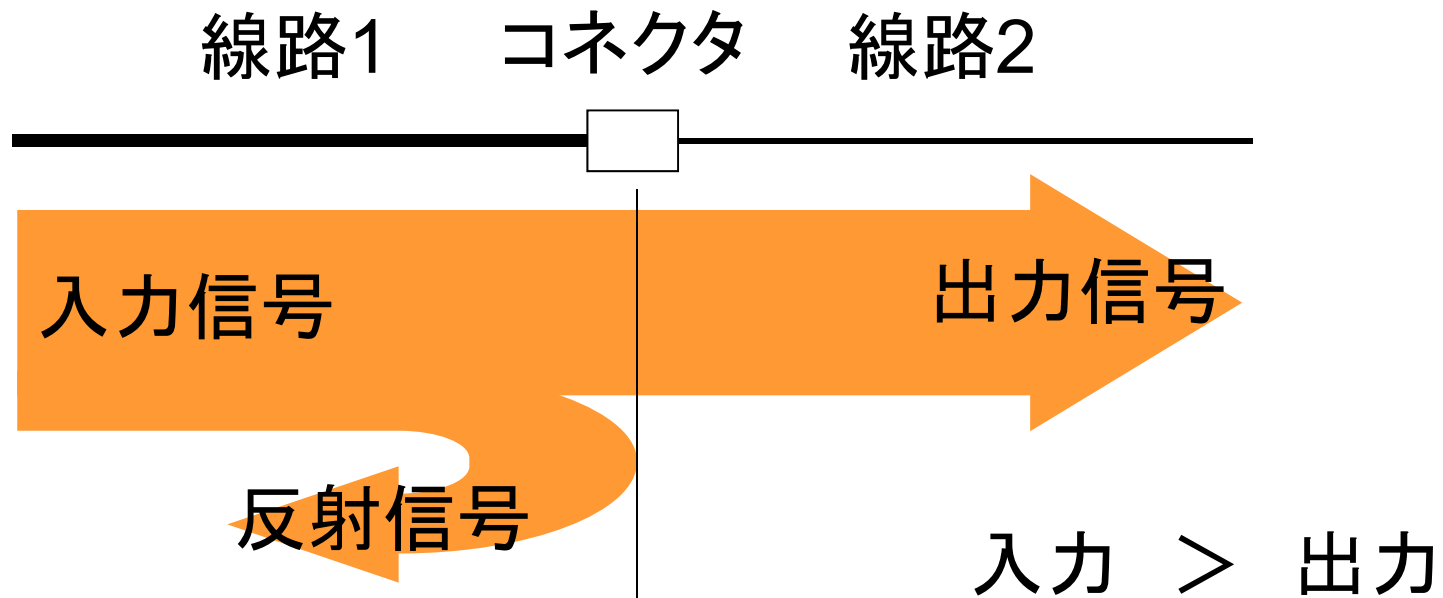 線路1 コネクタ 線路2
入力信号
出力信号
反射信号
入力 > 出力